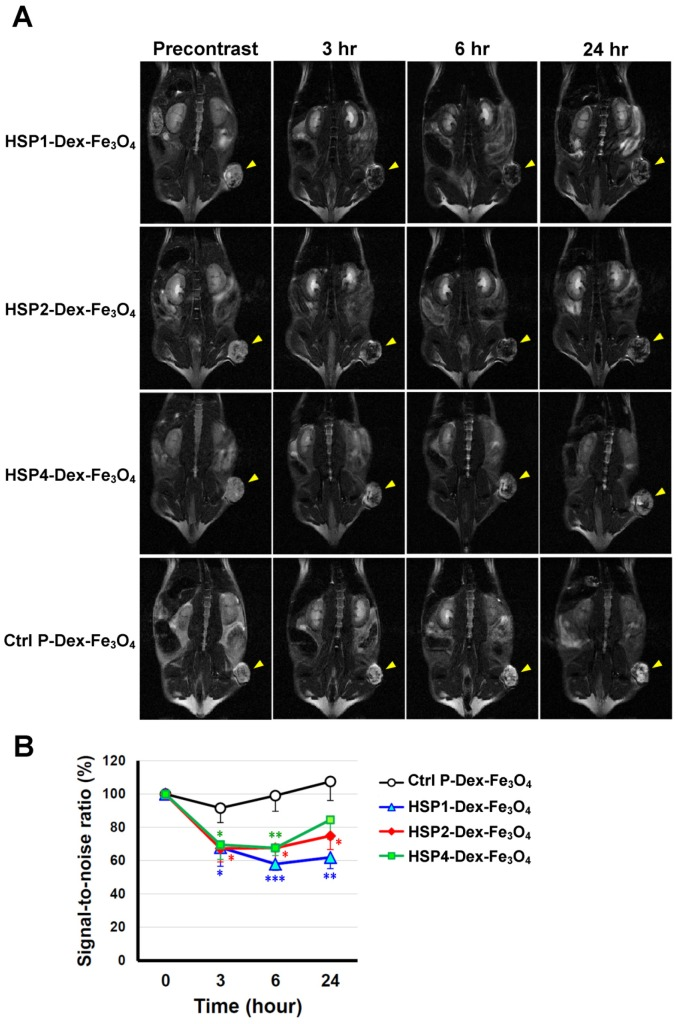 A
Precontrast 3 hr 6 hr 24 hr
HSP1-Dex-Fe₃O₄
HSP2-Dex-Fe₃O₄
HSP4-Dex-Fe₃O₄
Ctrl P-Dex-Fe₃O₄
B
Signal-to-noise ratio (%)
120
100
80
60
40
20
0
* ** * * * * *** **
0 3 6 24
Time (hour)
Ctrl P-Dex-Fe₃O₄
HSP1-Dex-Fe₃O₄
HSP2-Dex-Fe₃O₄
HSP4-Dex-Fe₃O₄